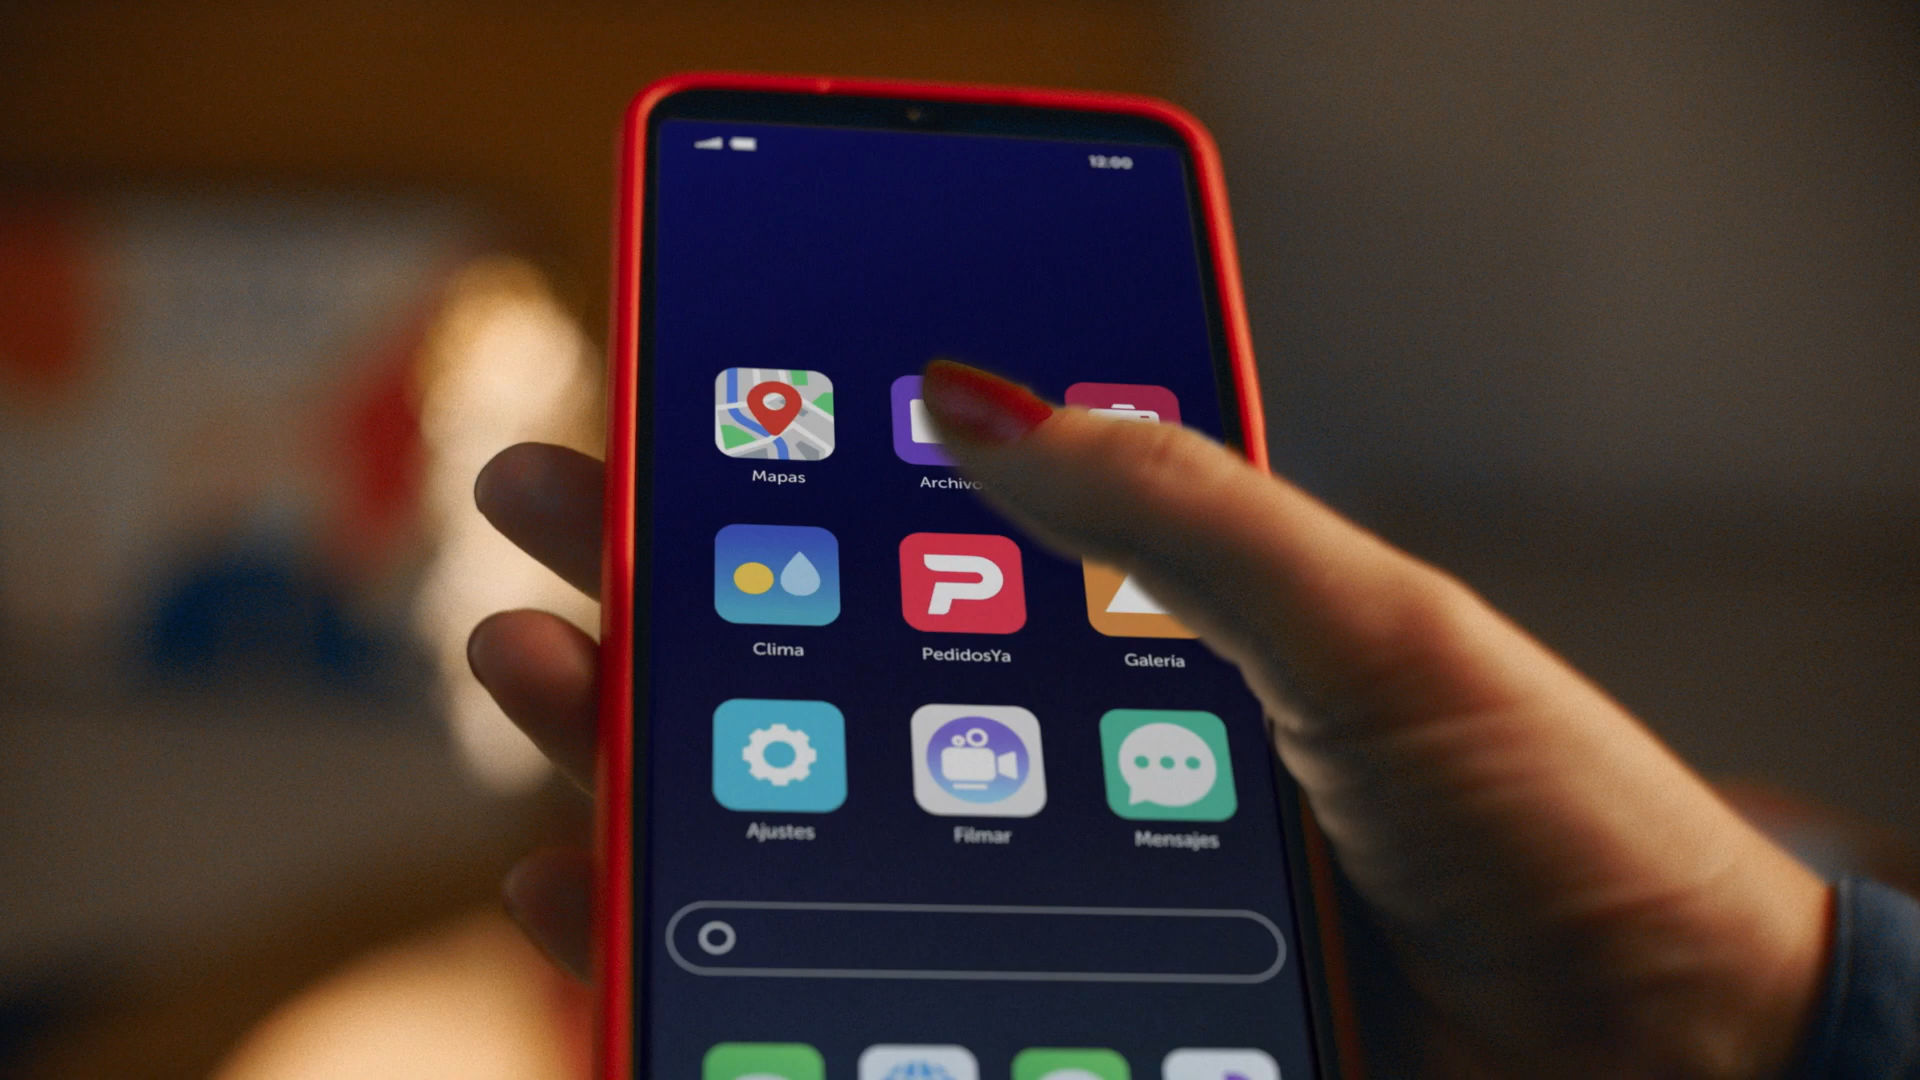 12:00
Mapas
Archivo
Clima
PedidosYa
Galería
Ajustes
Filmar
Mensajes